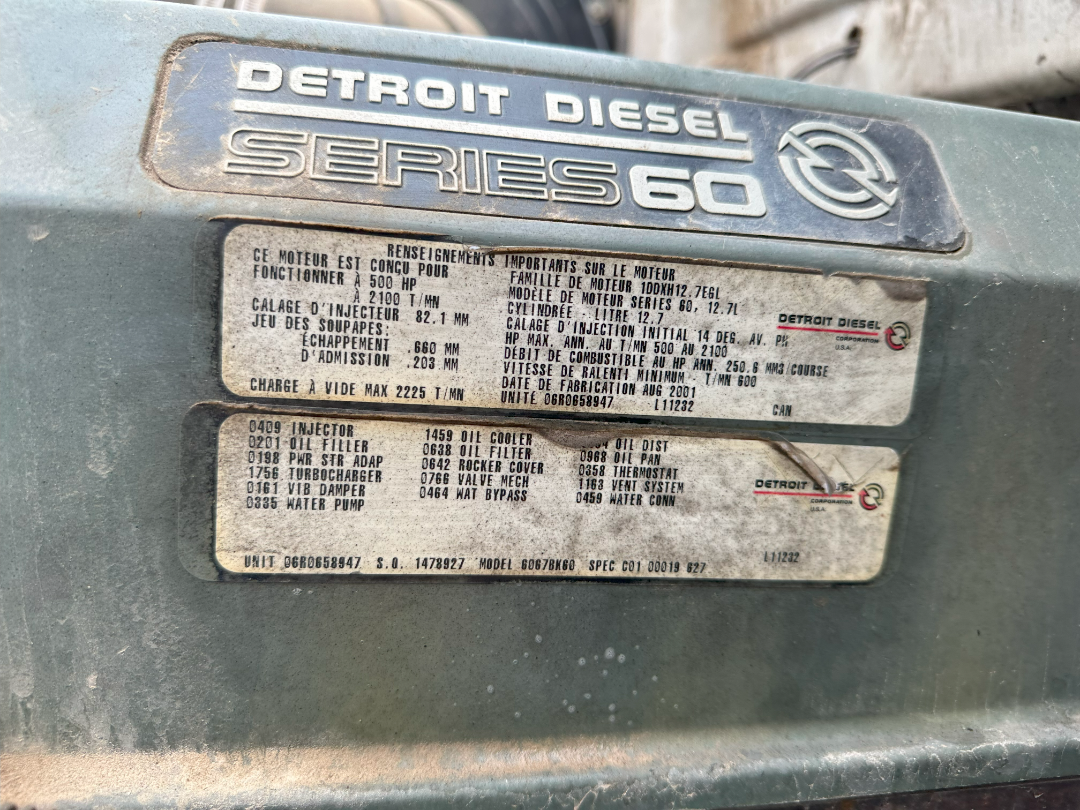 DETROIT DIESEL
SERIES 60
RENSEIGNEMENTS IMPORTANTS SUR LE MOTEUR
CE MOTEUR EST CONÇU POUR
FONCTIONNER À 500 HP
À 2100 T/MN
CALAGE D'INJECTEUR 82.1 MM
JEU DES SOUPAPES:
ÉCHAPPEMENT .660 MM
D'ADMISSION .203 MM
CHARGE À VIDE MAX 2225 T/MN
FAMILLE DE MOTEUR 1DDXH12.7EGL
MODÈLE DE MOTEUR SERIES 60, 12.7L
CYLINDRÉE - LITRE 12.7
CALAGE D'INJECTION INITIAL 14 DEG. AV. PM
HP MAX. ANN. AU T/MN 500 AU 2100
DÉBIT DE COMBUSTIBLE AU HP ANN. 250.6 MM3/COURSE
VITESSE DE RALENTI MINIMUM - T/MN 600
DATE DE FABRICATION AUG 2001
UNITÉ 06R0658947 L11232 CAN
DETROIT DIESEL
CORPORATION
U.S.A.
0409 INJECTOR
0201 OIL FILLER
0198 PWR STR ADAP
1756 TURBOCHARGER
0161 VIB DAMPER
0335 WATER PUMP
1459 OIL COOLER
0638 OIL FILTER
0642 ROCKER COVER
0766 VALVE MECH
0464 WAT BYPASS
OIL DIST
0968 OIL PAN
0358 THERMOSTAT
1163 VENT SYSTEM
0459 WATER CONN
DETROIT DIESEL
CORPORATION
U.S.A.
UNIT 06R0658947 S.O. 1478927 MODEL 6067BK60 SPEC C01 00019 627 L11232